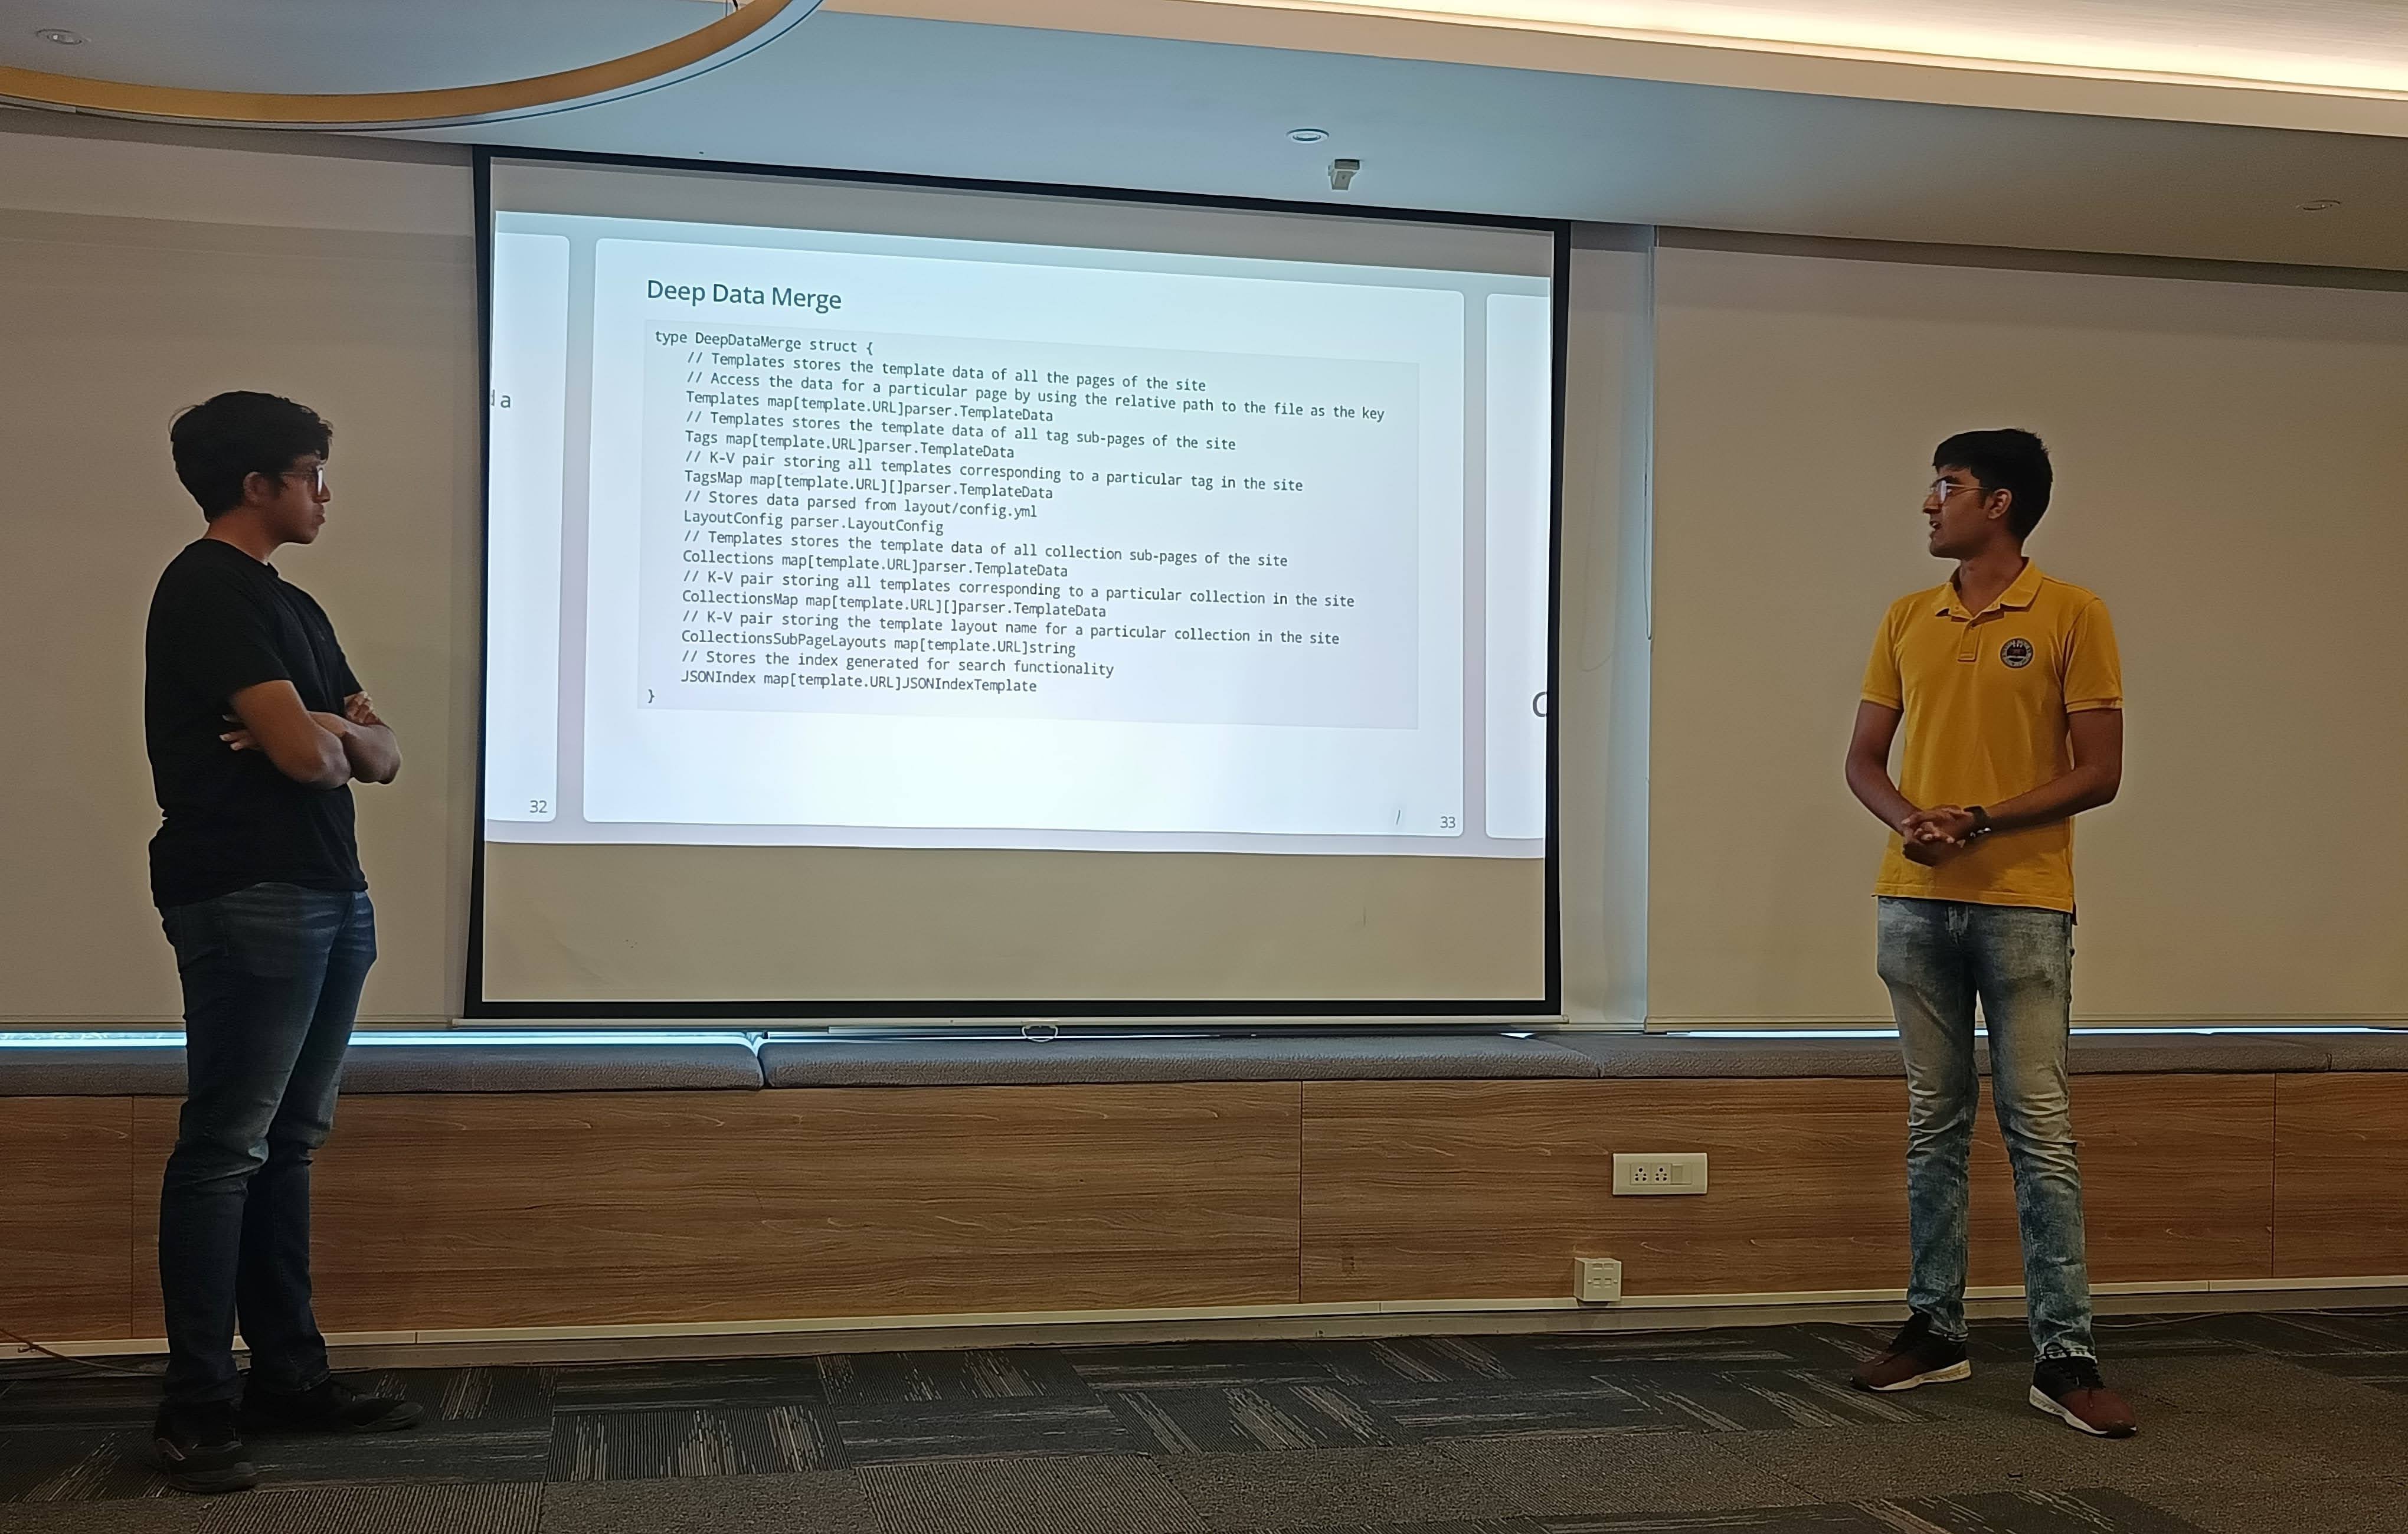 Deep Data Merge
type DeepDataMerge struct {
// Templates stores the template data of all the pages of the site
// Access the data for a particular page by using the relative path to the file as the key
Templates map[template.URL]parser.TemplateData
// Templates stores the template data of all tag sub-pages of the site
Tags map[template.URL]parser.TemplateData
// K-V pair storing all templates corresponding to a particular tag in the site
TagsMap map[template.URL][]parser.TemplateData
// Stores data parsed from layout/config.yml
LayoutConfig parser.LayoutConfig
// Templates stores the template data of all collection sub-pages of the site
Collections map[template.URL]parser.TemplateData
// K-V pair storing all templates corresponding to a particular collection in the site
CollectionsMap map[template.URL][]parser.TemplateData
// K-V pair storing the template layout name for a particular collection in the site
CollectionsSubPageLayouts map[template.URL]string
// Stores the index generated for search functionality
JSONIndex map[template.URL]JSONIndexTemplate
}
32
33